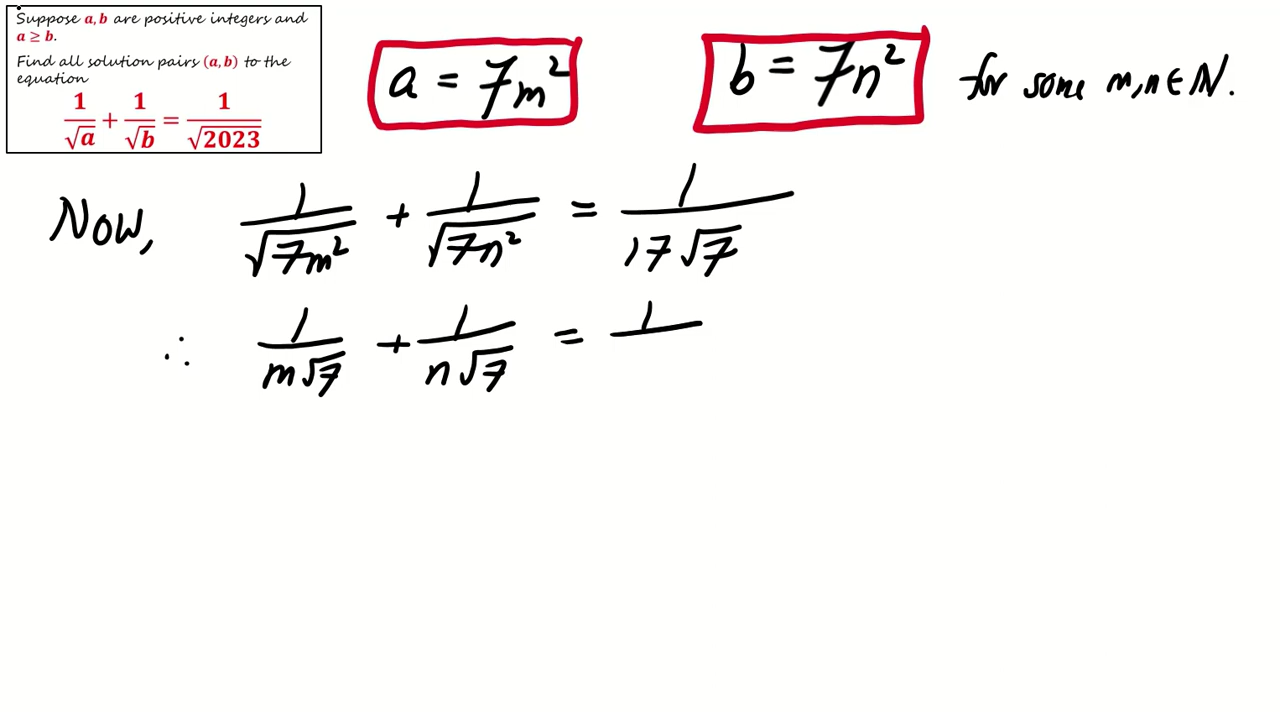 Suppose a, b are positive integers and
a ≥ b.
Find all solution pairs (a, b) to the
equation
1/√a + 1/√b = 1/√2023
a = 7m²
b = 7n²
for some m,n ∈ N.
Now, 1/√7m² + 1/√7n² = 1/17√7
∴ 1/m√7 + 1/n√7 = 1/